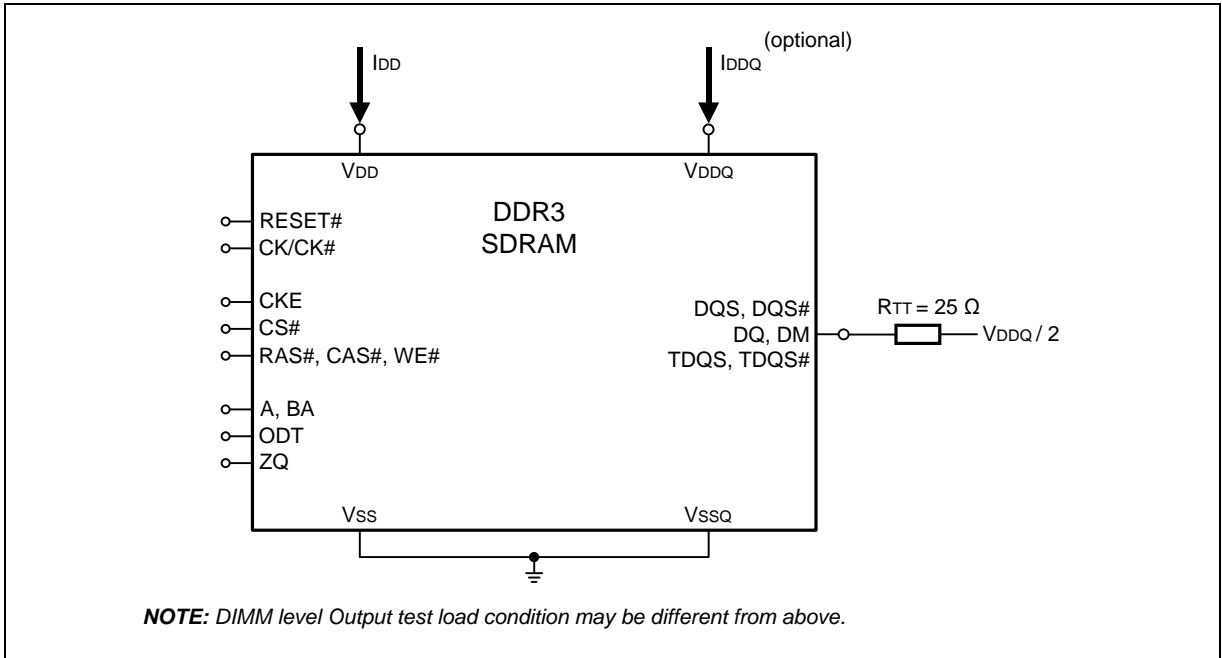 (optional)
IDD
IDDQ
VDD
VDDQ
DDR3
SDRAM
RESET#
CK/CK#
CKE
CS#
RAS#, CAS#, WE#
A, BA
ODT
ZQ
DQS, DQS#
DQ, DM
TDQS, TDQS#
RTT = 25 Ω
VDDQ / 2
VSS
VSSQ
NOTE: DIMM level Output test load condition may be different from above.